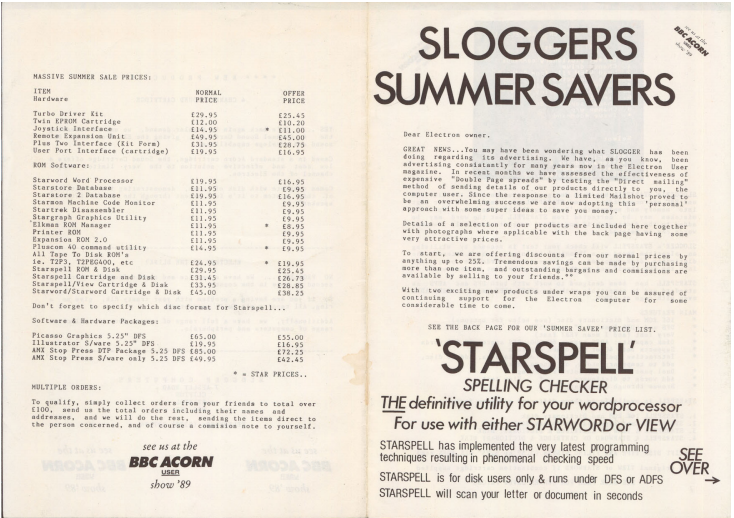 MASSIVE SUMMER SALE PRICES:
ITEM NORMAL OFFER
Hardware PRICE PRICE
Turbo Driver Kit £29.95 £25.45
Twin EPROM Cartridge £12.00 £10.20
Joystick Interface £14.95 * £11.00
Remote Expansion Unit £49.95 £45.00
Plus Two Interface (Kit Form) £31.95 £28.75
User Port Interface (cartridge) £19.95 £16.95
ROM Software:
Starword Word Processor £19.95 £16.95
Starstore Database £11.95 £9.95
Starstore 2 Database £19.95 £16.95
Starmon Machine Code Monitor £11.95 £9.95
Startrek Disassembler £11.95 £9.95
Stargraph Graphics Utility £11.95 £9.95
Elkman ROM Manager £11.95 * £8.95
Printer ROM £11.95 £9.95
Expansion ROM 2.0 £11.95 £9.95
Pluscom 40 command utility £14.95 * £9.95
All Tape To Disk ROM's
ie. T2P3, T2PEG400, etc £24.95 * £19.95
Starspell ROM & Disk £29.95 £25.45
Starspell Cartridge and Disk £31.45 £26.73
Starspell/View Cartridge & Disk £33.95 £28.85
Starword/Starword Cartridge & Disk £45.00 £38.25
Don't forget to specify which disc format for Starspell...
Software & Hardware Packages:
Picasso Graphics 5.25" DFS £65.00 £55.00
Illustrator S/ware 5.25" DFS £19.95 £16.95
AMX Stop Press DTP Package 5.25 DFS £85.00 £72.25
AMX Stop Press S/ware only 5.25 DFS £49.95 £42.45
* = STAR PRICES..
MULTIPLE ORDERS:
To qualify, simply collect orders from your friends to total over
£100, send us the total orders including their names and
addresses, and we will do the rest, sending the items direct to
the person concerned, and of course a commision note to yourself.
see us at the
BBC ACORN
USER
show '89
SLOGGERS
SUMMER SAVERS
see us at the
BBC ACORN
USER
show '89
Dear Electron owner.
GREAT NEWS...You may have been wondering what SLOGGER has been
doing regarding its advertising. We have, as you know, been
advertising consistantly for many years now in the Electron User
magazine. In recent months we have assessed the effectiveness of
expensive "Double Page spreads" by testing the "Direct mailing"
method of sending details of our products directly to you, the
computer user. Since the response to a limited Mailshot proved to
be an overwhelming success we are now adopting this 'personal'
approach with some super ideas to save you money.
Details of a selection of our products are included here together
with photographs where applicable with the back page having some
very attractive prices.
To start, we are offering discounts from our normal prices by
anything up to 25%. Tremendous savings can be made by purchasing
more than one item, and outstanding bargains and commissions are
available by selling to your friends.**
With two exciting new products under wraps you can be assured of
continuing support for the Electron computer for some
considerable time to come.
SEE THE BACK PAGE FOR OUR 'SUMMER SAVER' PRICE LIST.
'STARSPELL'
SPELLING CHECKER
THE definitive utility for your wordprocessor
For use with either STARWORD or VIEW
STARSPELL has implemented the very latest programming
techniques resulting in phenomenal checking speed
STARSPELL is for disk users only & runs under DFS or ADFS
STARSPELL will scan your letter or document in seconds
SEE
OVER
→